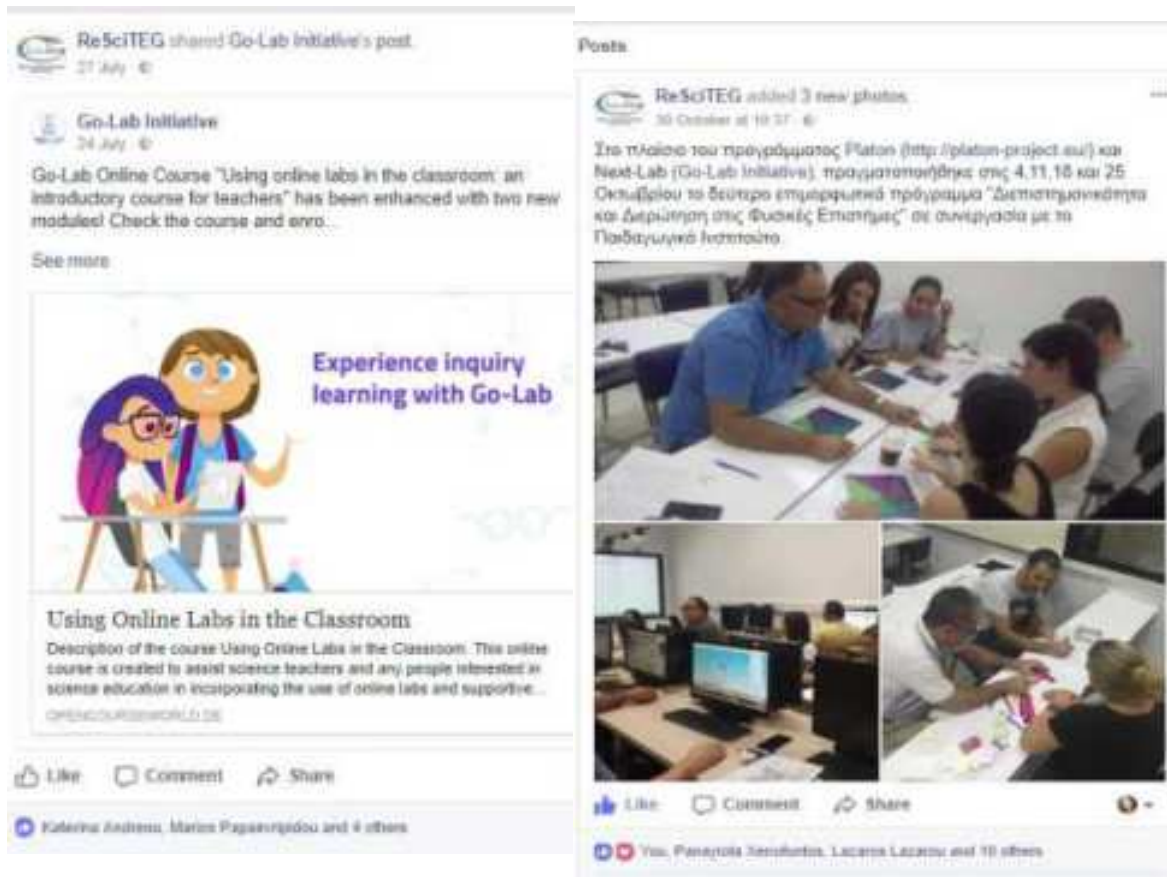 ReSciTEG shared Go-Lab Initiative's post.
27 July
Go-Lab Initiative
24 July
Go-Lab Online Course "Using online labs in the classroom: an
introductory course for teachers" has been enhanced with two new
modules! Check the course and enro...
See more
Experience inquiry
learning with Go-Lab
Using Online Labs in the Classroom
Description of the course Using Online Labs in the Classroom. This online
course is created to assist science teachers and any people interested in
science education in incorporating the use of online labs and supportive...
OPENCOURSEWORLD.DE
Like Comment Share
Katerina Andreou, Marios Papaevripidou and 4 others
Posts
ReSciTEG added 3 new photos.
30 October at 10:37
Στο πλαίσιο του προγράμματος Platon (http://platon-project.eu/) και
Next-Lab (Go-Lab Initiative), πραγματοποιήθηκε στις 4,11,18 και 25
Οκτωβρίου το δεύτερο επιμορφωτικό πρόγραμμα "Διεπιστημονικότητα
και Διερώτηση στις Φυσικές Επιστήμες" σε συνεργασία με το
Παιδαγωγικό Ινστιτούτο.
Like Comment Share
You, Panayiota Lazaros Lazarou and 10 others